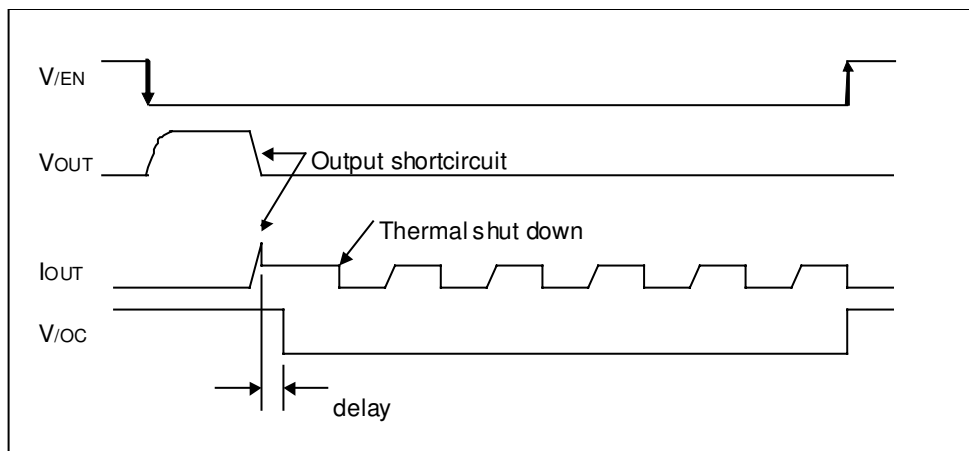 V/EN
VOUT
Output shortcircuit
Thermal shut down
IOUT
V/OC
delay